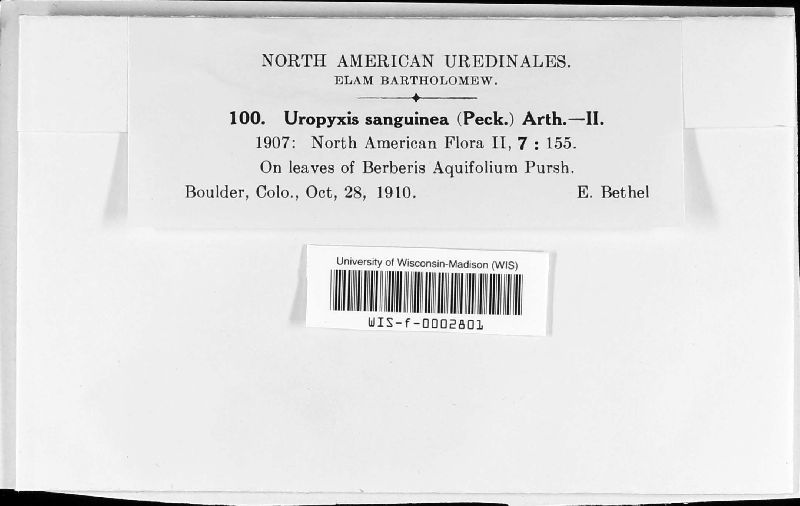 NORTH AMERICAN UREDINALES.
ELAM BARTHOLOMEW.
100. Uropyxis sanguinea (Peck.) Arth.—II.
1907: North American Flora II, 7 : 155.
On leaves of Berberis Aquifolium Pursh.
Boulder, Colo., Oct, 28, 1910. E. Bethel
University of Wisconsin-Madison (WIS)
WIS-f-0002801